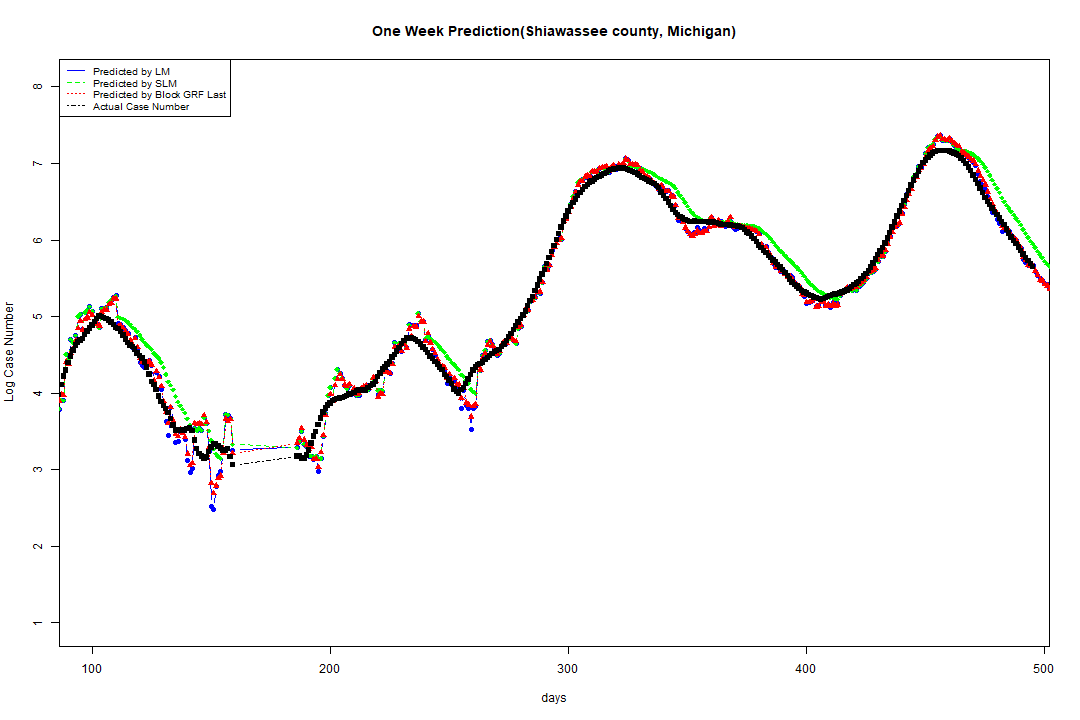 One Week Prediction(Shiawassee county, Michigan)
Predicted by LM
Predicted by SLM
Predicted by Block GRF Last
Actual Case Number
8
7
6
5
4
3
2
1
Log Case Number
100 200 300 400 500
days